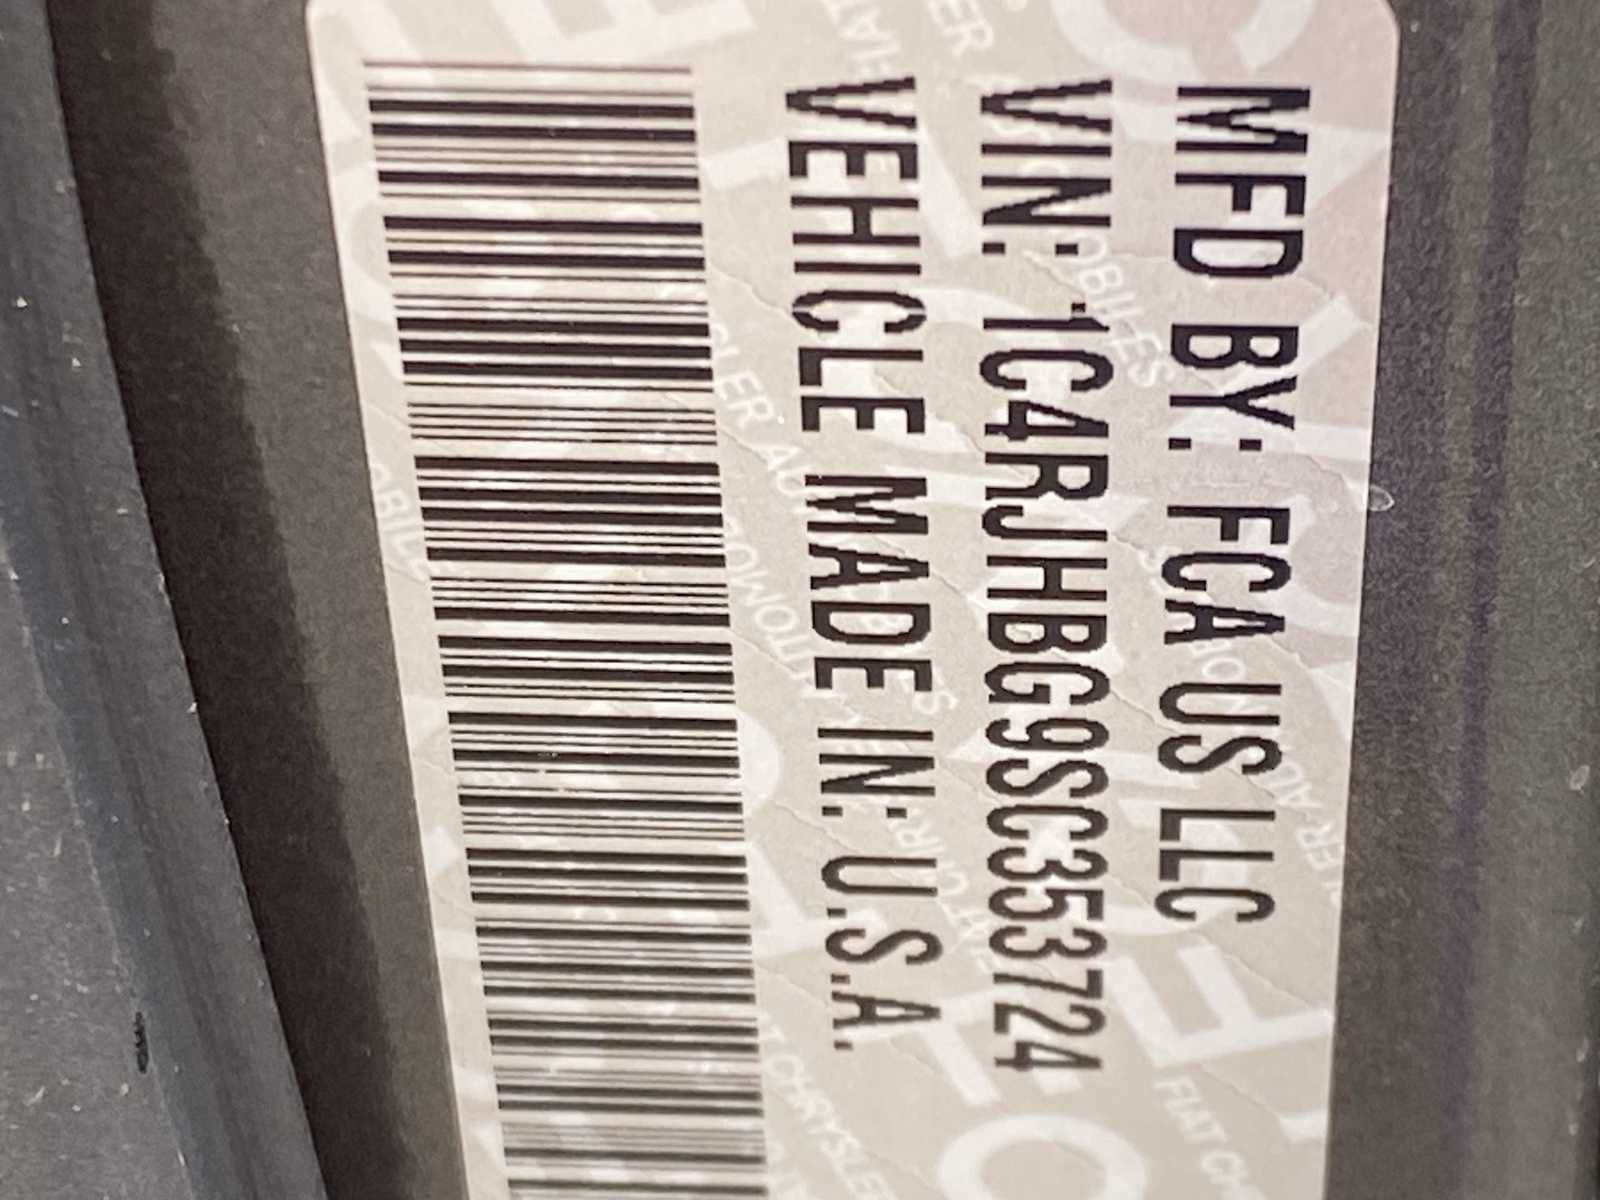 MFD BY: FCA US LLC
VIN: 1C4RJHBG9SC353724
VEHICLE MADE IN: U.S.A.